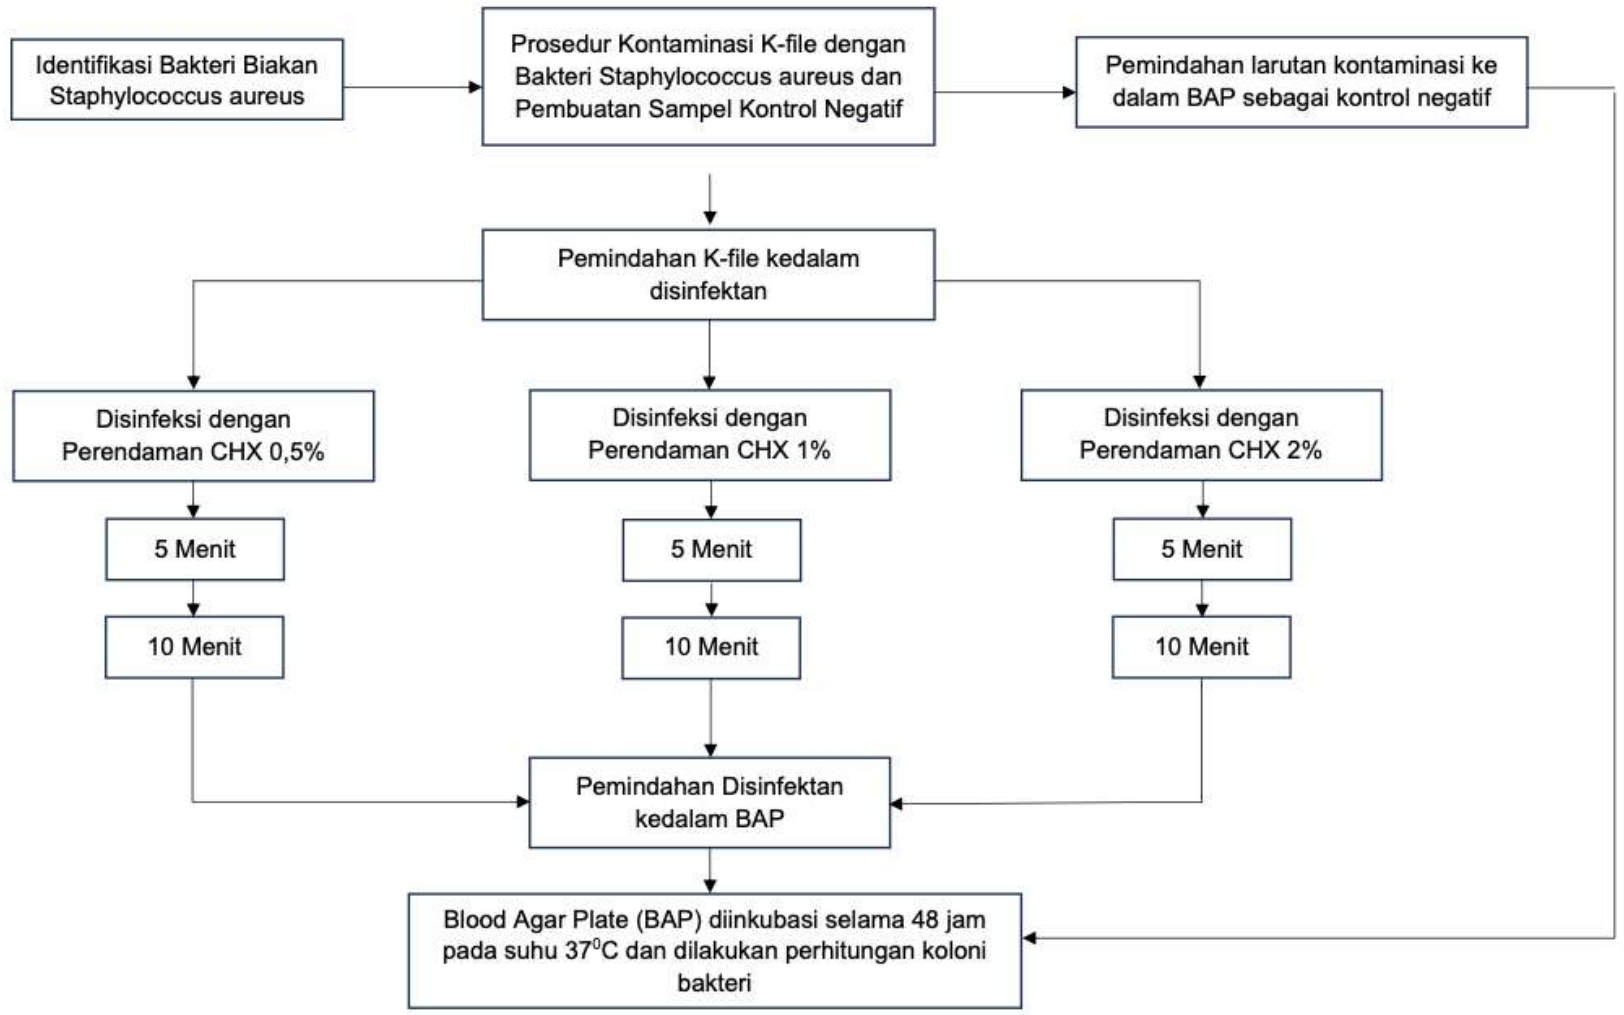 Identifikasi Bakteri Biakan
Staphylococcus aureus
Prosedur Kontaminasi K-file dengan
Bakteri Staphylococcus aureus dan
Pembuatan Sampel Kontrol Negatif
Pemindahan larutan kontaminasi ke
dalam BAP sebagai kontrol negatif
Pemindahan K-file kedalam
disinfektan
Disinfeksi dengan
Perendaman CHX 0,5%
Disinfeksi dengan
Perendaman CHX 1%
Disinfeksi dengan
Perendaman CHX 2%
5 Menit
5 Menit
5 Menit
10 Menit
10 Menit
10 Menit
Pemindahan Disinfektan
kedalam BAP
Blood Agar Plate (BAP) diinkubasi selama 48 jam
pada suhu 37⁰C dan dilakukan perhitungan koloni
bakteri